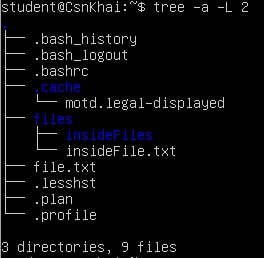 student@CsnKhai:~$ tree -a -L 2
.
├── .bash_history
├── .bash_logout
├── .bashrc
├── .cache
│   └── motd.legal-displayed
├── files
│   ├── insideFiles
│   └── insideFile.txt
├── file.txt
├── .lesshst
├── .plan
└── .profile

3 directories, 9 files